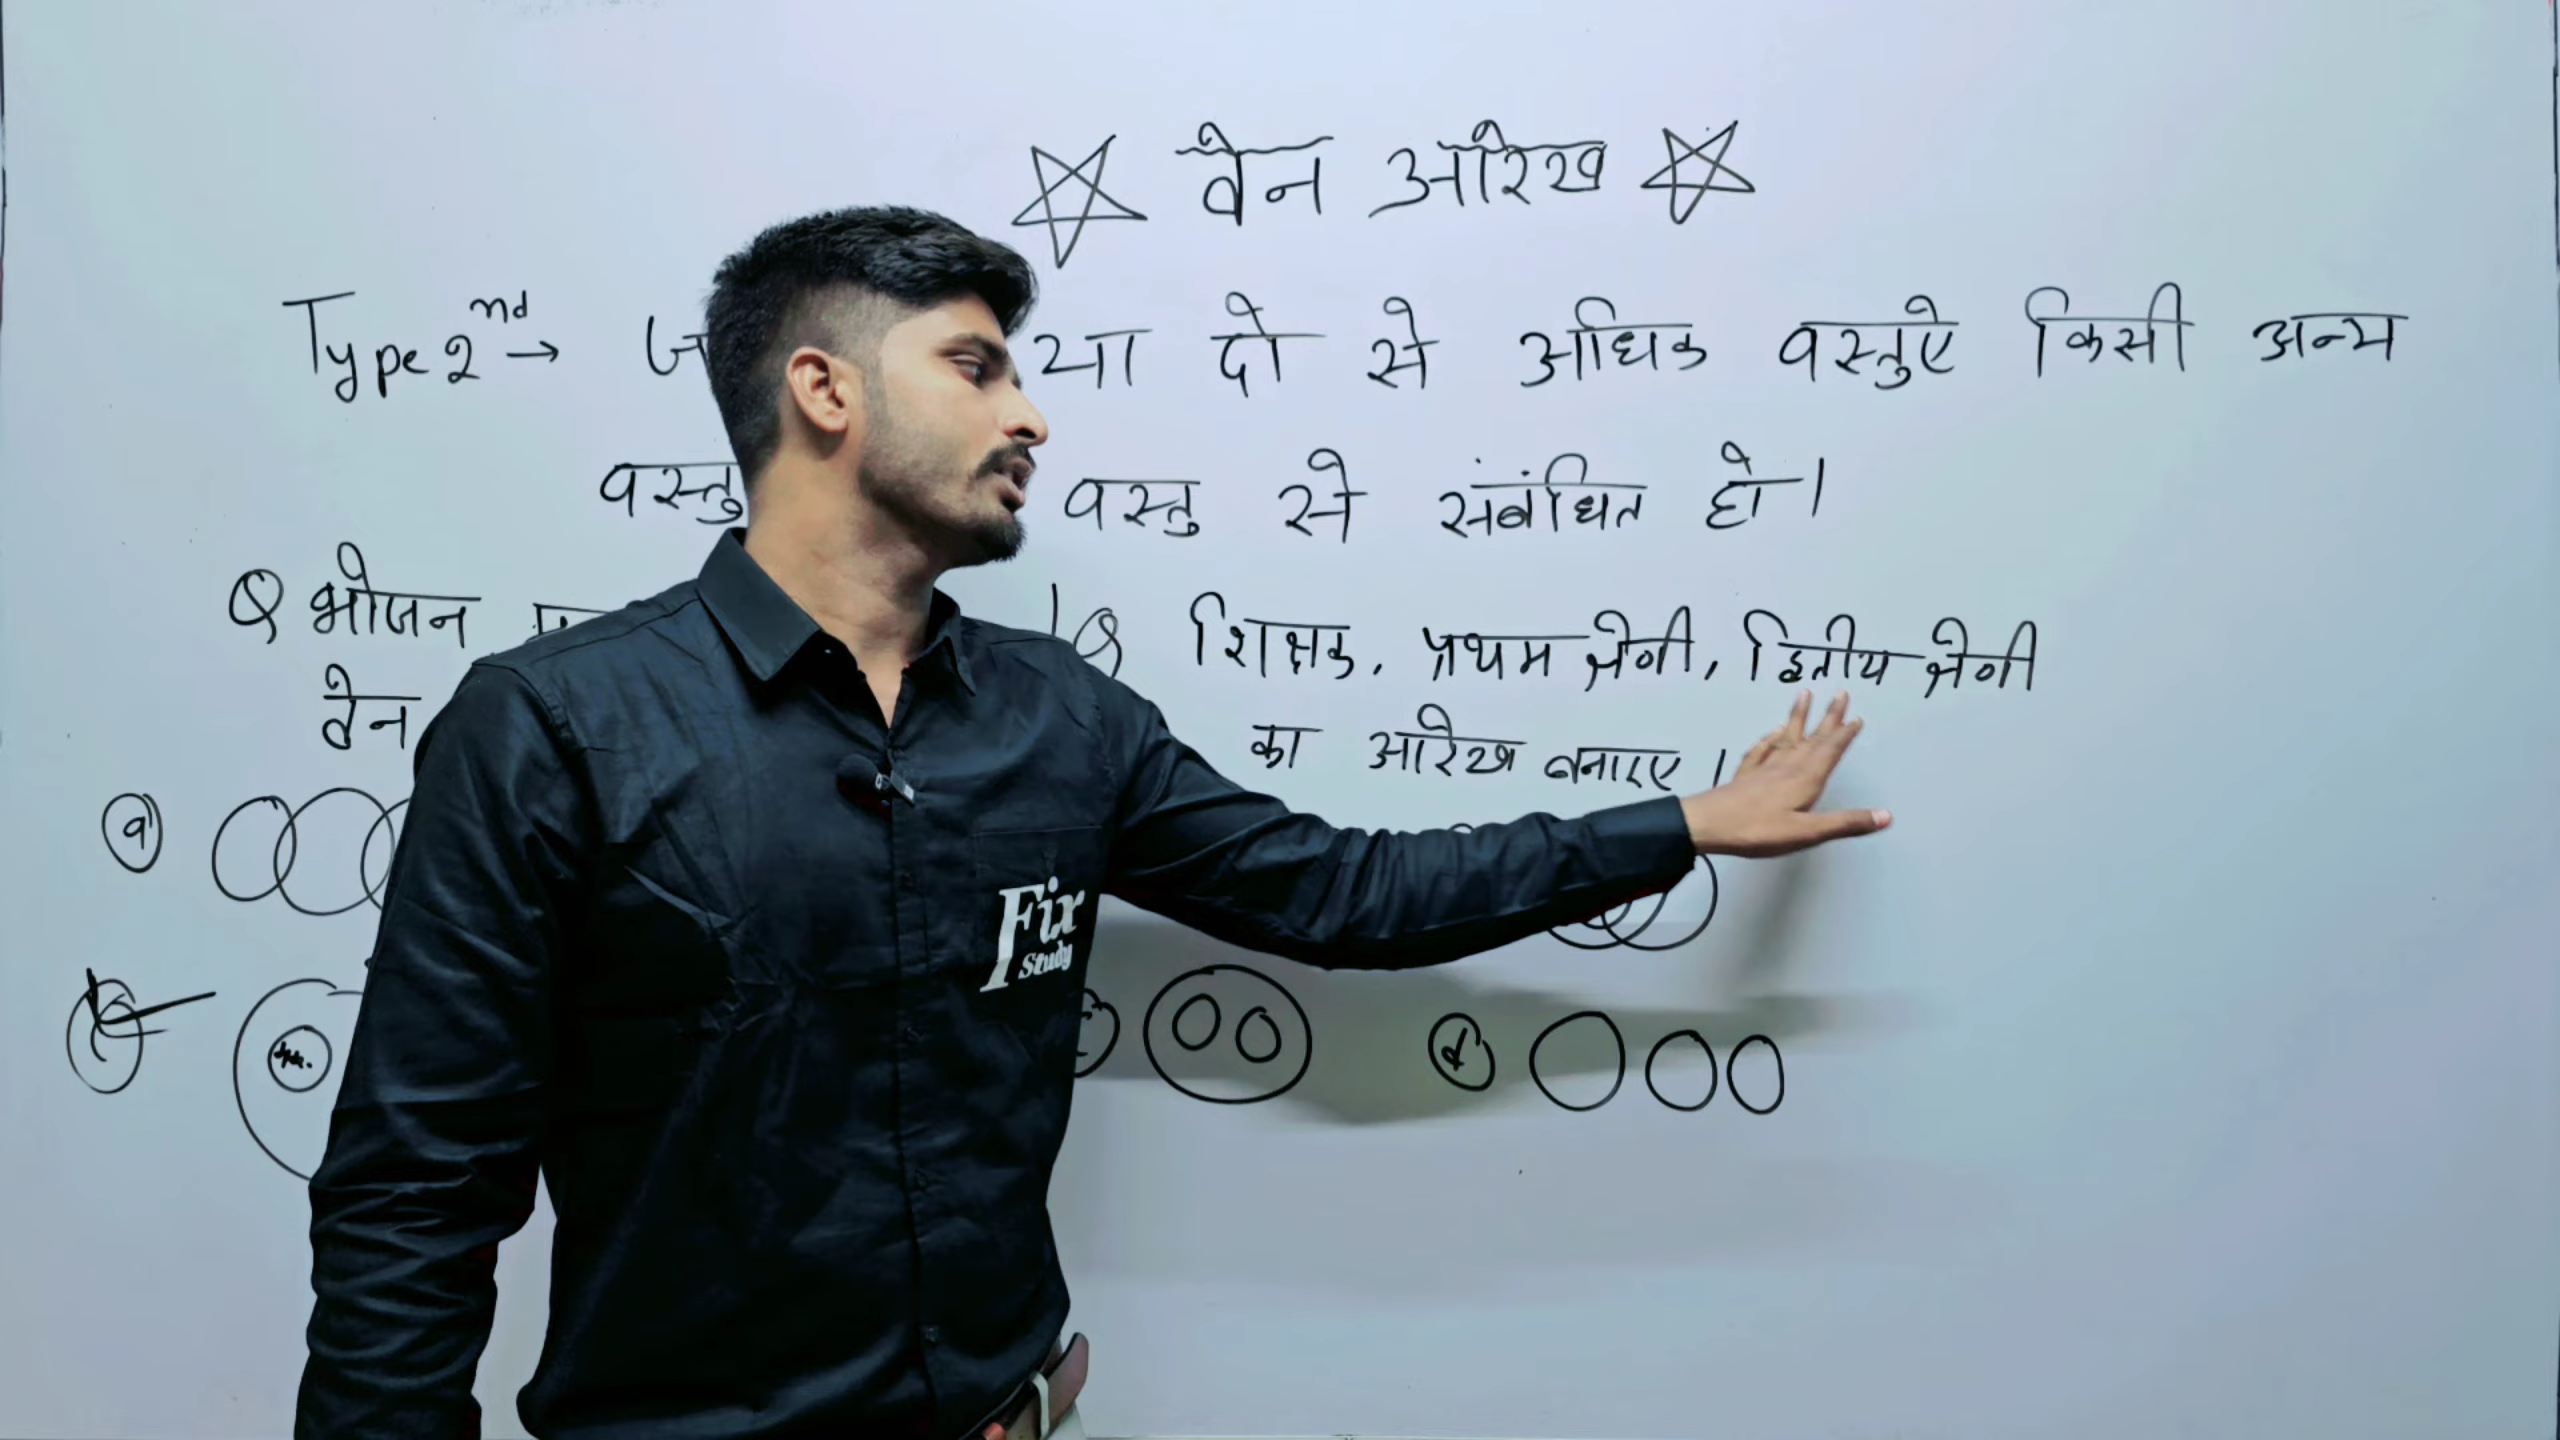 वेन आरेख
Type 2nd → या दो से अधिक वस्तुऐ किसी अन्य
वस्तु वस्तु से संबंधित हो।
Q भोजन
वेन
Q शिक्षक, प्रथम श्रेणी, द्वितीय श्रेणी
का आरेख बनाइए।
a
c d
Fix
Study